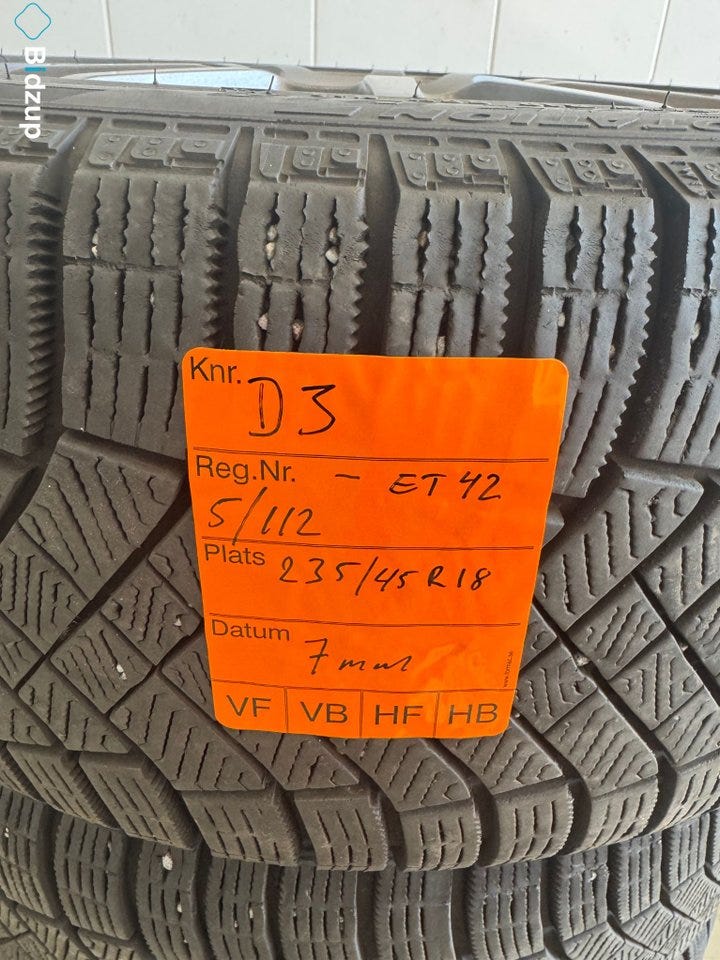 Bidzup
Knr. D3
Reg.Nr. - ET 42
5/112
Plats 235/45 R18
Datum 7 mm
VF VB HF HB